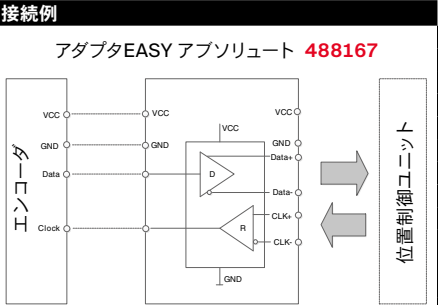 接続例
アダプタEASY アブソリュート 488167
エンコーダ
VCC
GND
Data
Clock
VCC
GND
VCC
D
R
GND
VCC
GND
Data+
Data-
CLK+
CLK-
位置制御ユニット